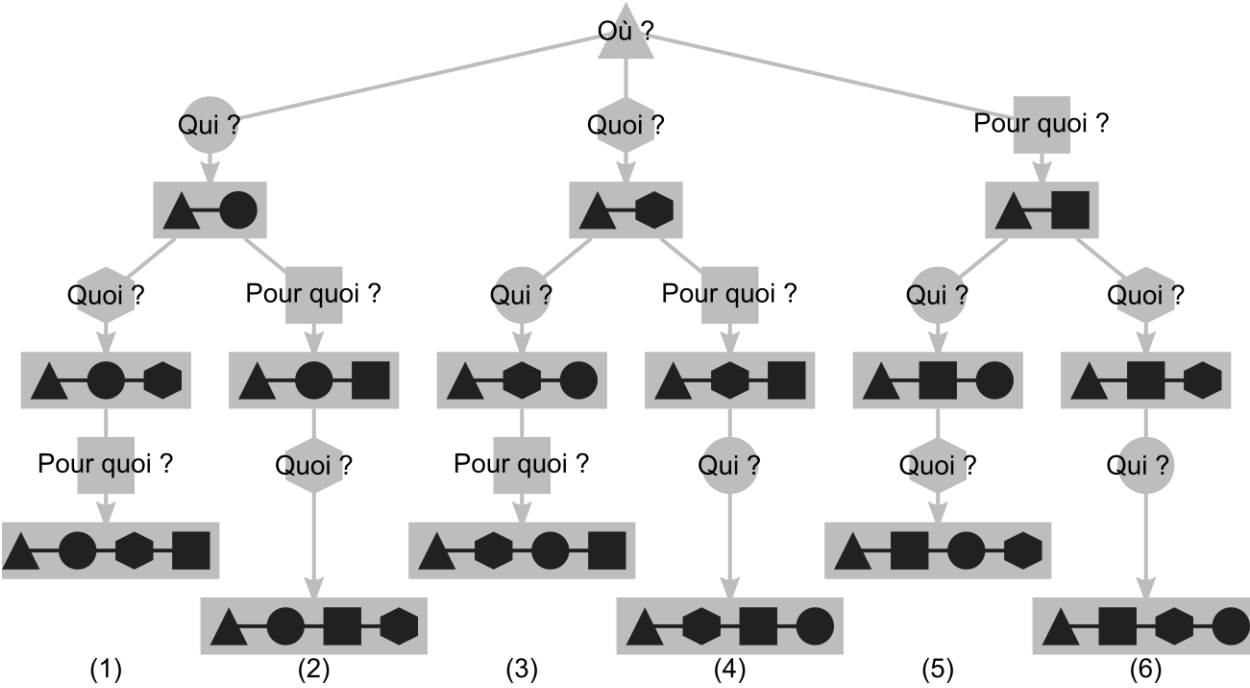 Où ?
Qui ?
Quoi ?
Pour quoi ?
Quoi ?
Pour quoi ?
Qui ?
Pour quoi ?
Qui ?
Quoi ?
Pour quoi ?
Quoi ?
Pour quoi ?
Qui ?
Quoi ?
Qui ?
(1)
(2)
(3)
(4)
(5)
(6)